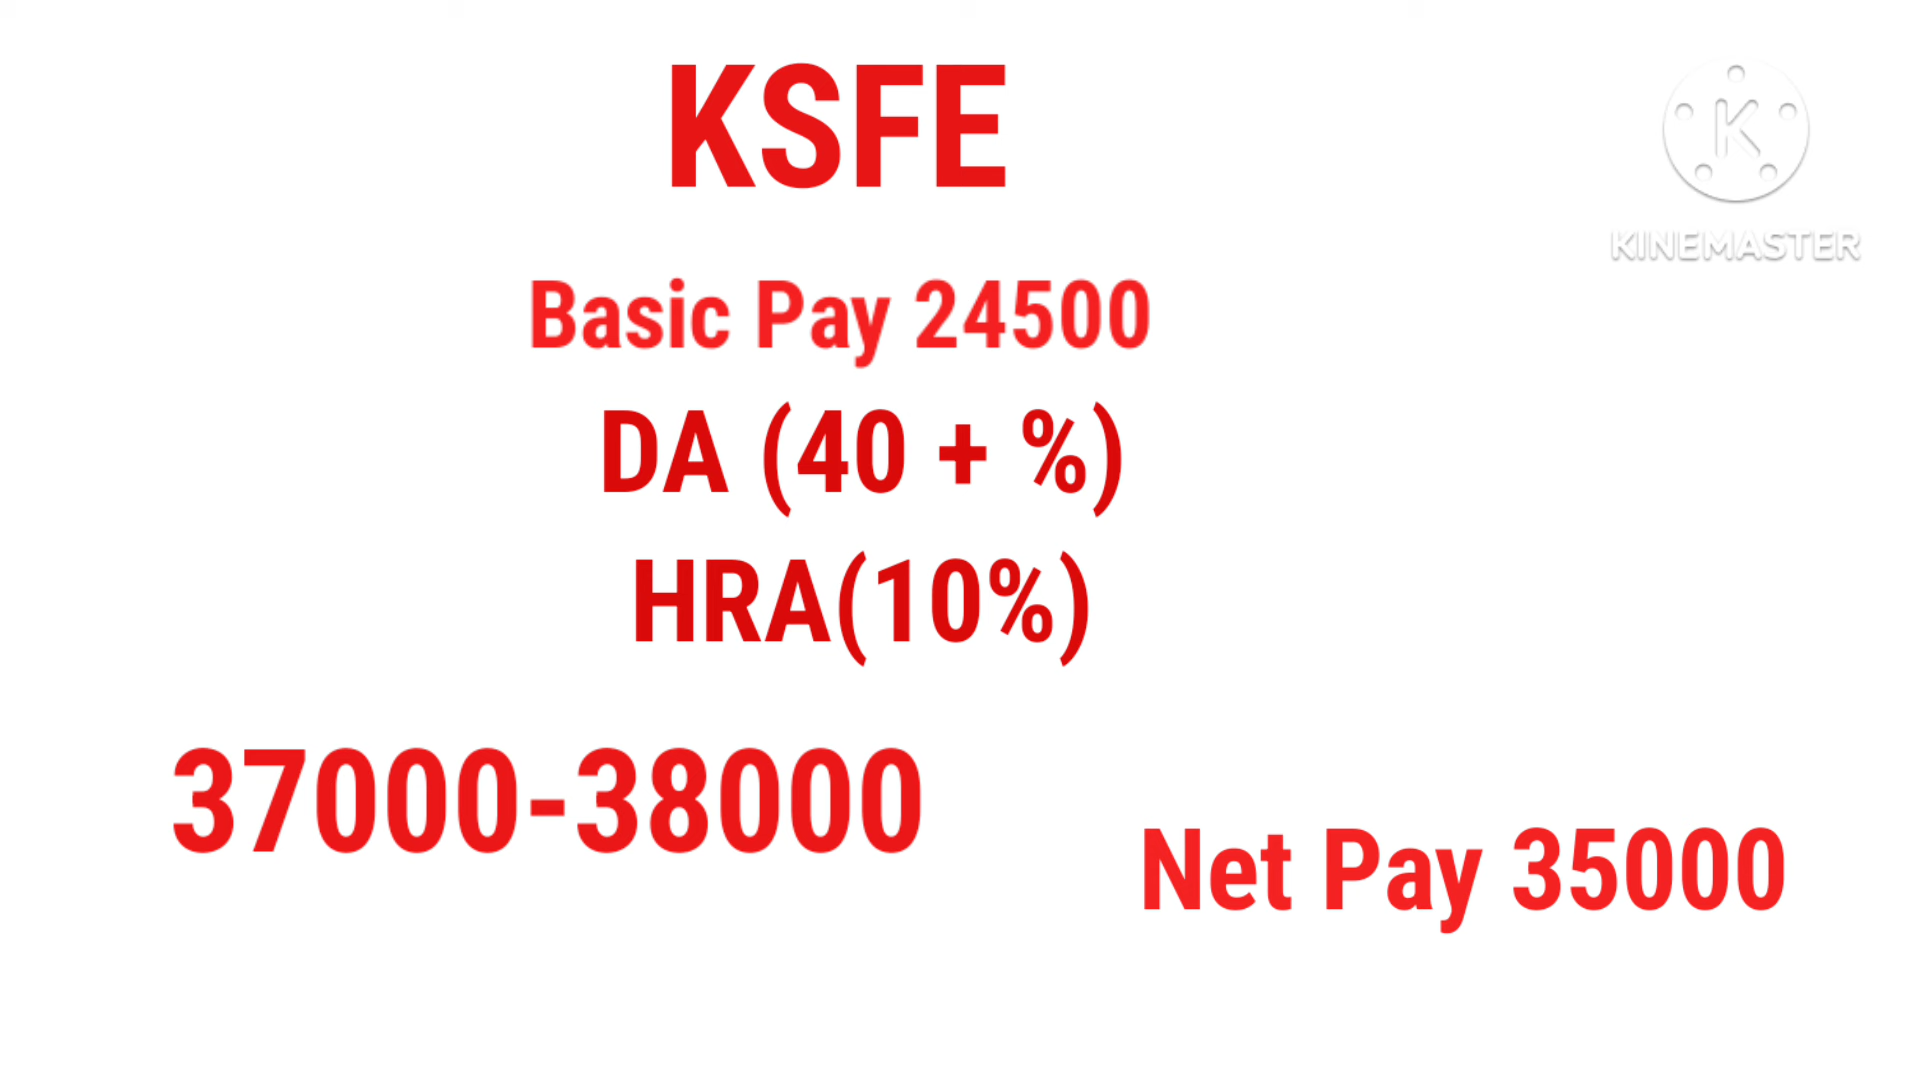 KSFE
K
KINEMASTER
Basic Pay 24500
DA (40 + %)
HRA(10%)
37000-38000
Net Pay 35000